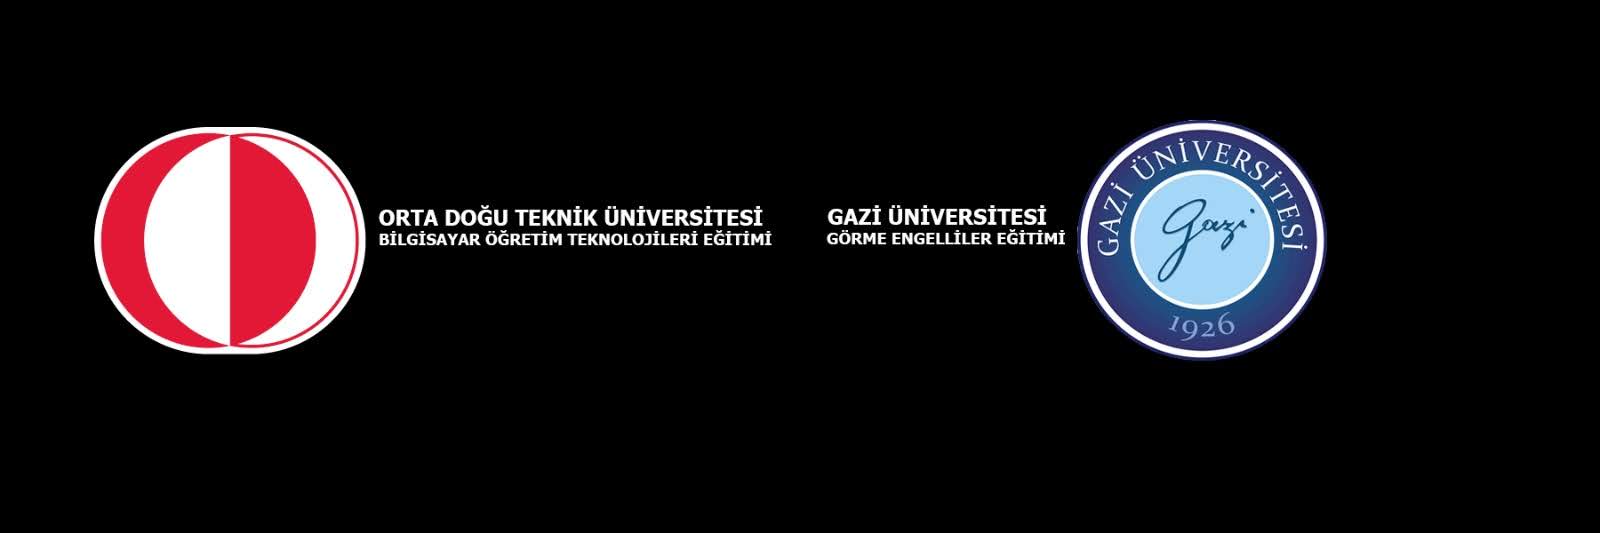 ORTA DOĞU TEKNİK ÜNİVERSİTESİ
BİLGİSAYAR ÖĞRETİM TEKNOLOJİLERİ EĞİTİMİ
GAZİ ÜNİVERSİTESİ
GÖRME ENGELLİLER EĞİTİMİ
GAZİ ÜNİVERSİTESİ
gazi
1926